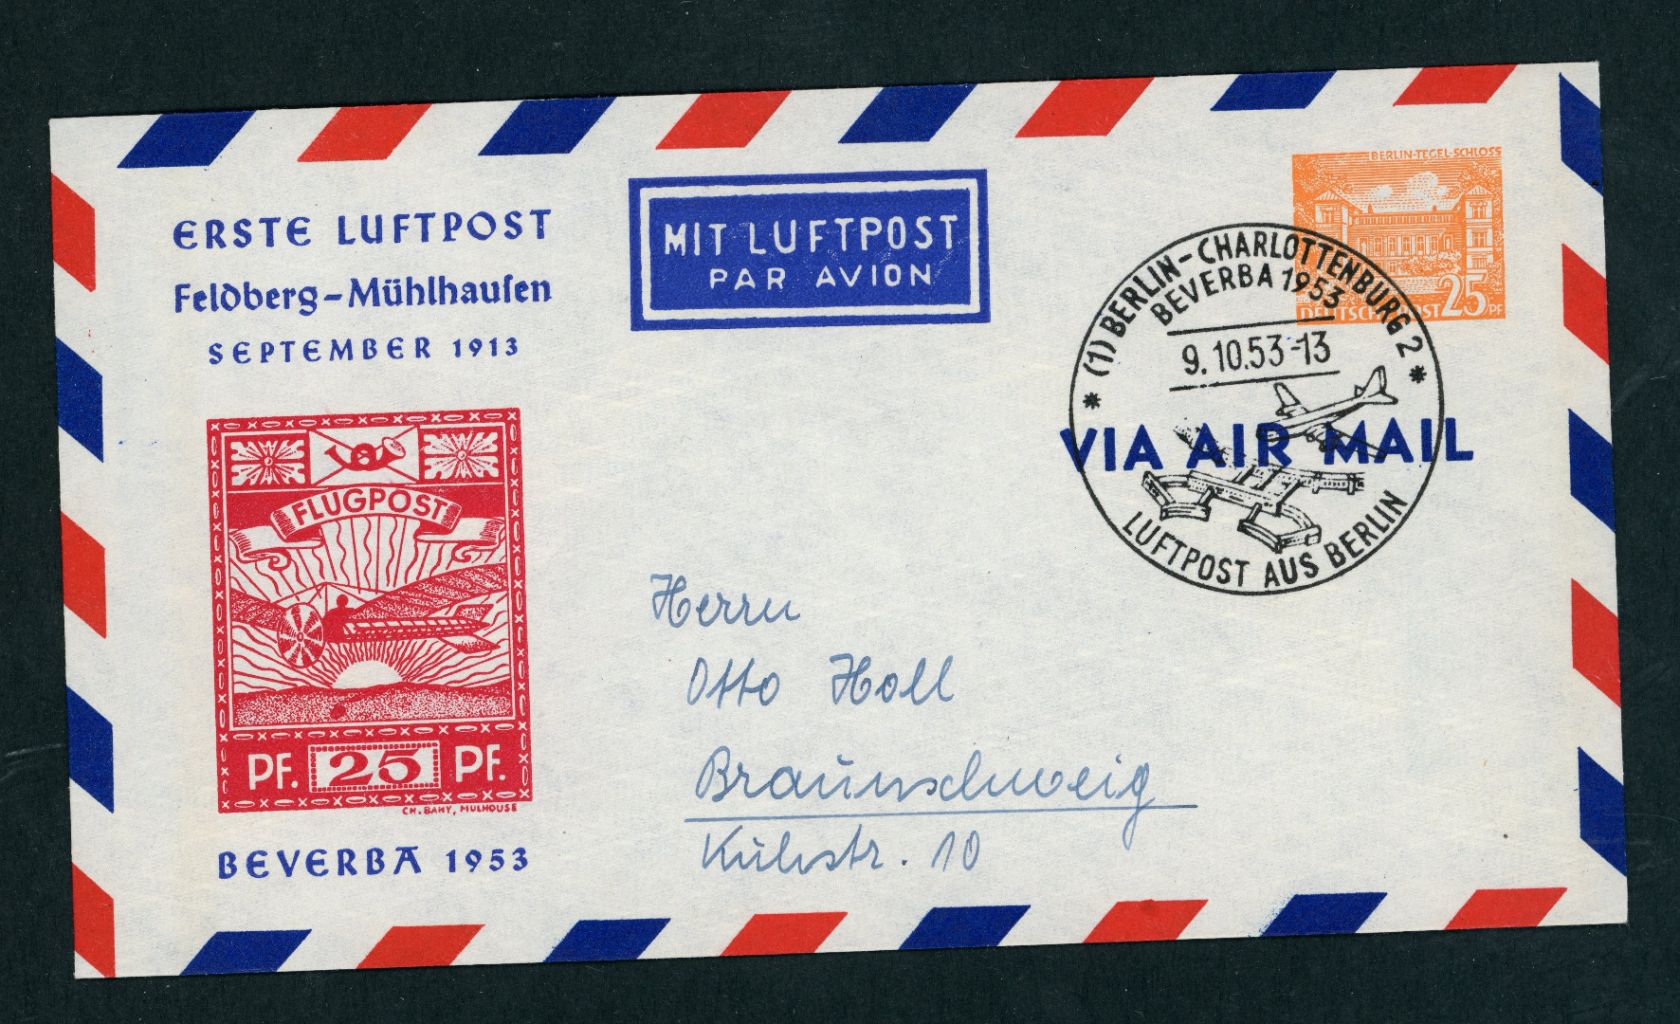 ERSTE LUFTPOST
Feldberg-Mühlhausen
SEPTEMBER 1913
FLUGPOST
PF. 25 PF.
CH. BAHY, MULHOUSE
BEVERBA 1953
MIT LUFTPOST
PAR AVION
BERLIN-TEGEL-SCHLOSS
DEUTSCHE POST 25 PF
* (1) BERLIN-CHARLOTTENBURG 2 *
BEVERBA 1953
9.10.53-13
VIA AIR MAIL
LUFTPOST AUS BERLIN
Herrn
Otto Holl
Braunschweig
Kuhstr. 10